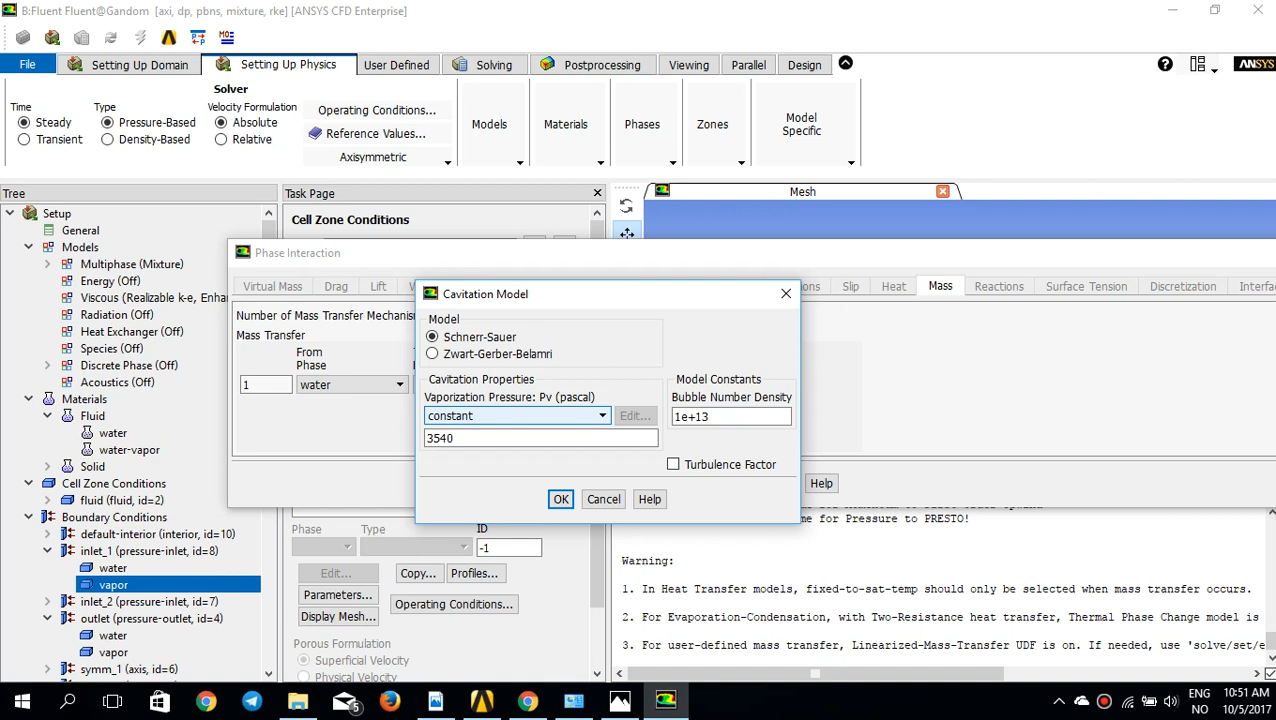 B:Fluent Fluent@Gandom [axi, dp, pbns, mixture, rke] [ANSYS CFD Enterprise]
File
Setting Up Domain
Setting Up Physics
User Defined
Solving
Postprocessing
Viewing
Parallel
Design
ANSYS
Solver
Time
Type
Velocity Formulation
Steady
Pressure-Based
Absolute
Transient
Density-Based
Relative
Operating Conditions...
Reference Values...
Axisymmetric
Models
Materials
Phases
Zones
Model
Specific
Tree
Task Page
Mesh
Setup
General
Models
Multiphase (Mixture)
Energy (Off)
Viscous (Realizable k-e, Enha
Radiation (Off)
Heat Exchanger (Off)
Species (Off)
Discrete Phase (Off)
Acoustics (Off)
Materials
Fluid
water
water-vapor
Solid
Cell Zone Conditions
fluid (fluid, id=2)
Boundary Conditions
default-interior (interior, id=10)
inlet_1 (pressure-inlet, id=8)
water
vapor
inlet_2 (pressure-inlet, id=7)
outlet (pressure-outlet, id=4)
water
vapor
symm_1 (axis, id=6)
Cell Zone Conditions
Phase Interaction
Virtual Mass
Drag
Lift
Slip
Heat
Mass
Reactions
Surface Tension
Discretization
Interfac
Number of Mass Transfer Mechanism
Mass Transfer
From
Phase
1
water
Help
Cavitation Model
Model
Schnerr-Sauer
Zwart-Gerber-Belamri
Cavitation Properties
Vaporization Pressure: Pv (pascal)
constant
Edit...
3540
Model Constants
Bubble Number Density
1e+13
Turbulence Factor
OK
Cancel
Help
Phase
Type
ID
-1
Edit...
Copy...
Profiles...
Parameters...
Operating Conditions...
Display Mesh...
Porous Formulation
Superficial Velocity
Physical Velocity
me for Pressure to PRESTO!
Warning:
1. In Heat Transfer models, fixed-to-sat-temp should only be selected when mass transfer occurs.
2. For Evaporation-Condensation, with Two-Resistance heat transfer, Thermal Phase Change model is
3. For user-defined mass transfer, Linearized-Mass-Transfer UDF is on. If needed, use 'solve/set/e
5
ENG
NO
10:51 AM
10/5/2017